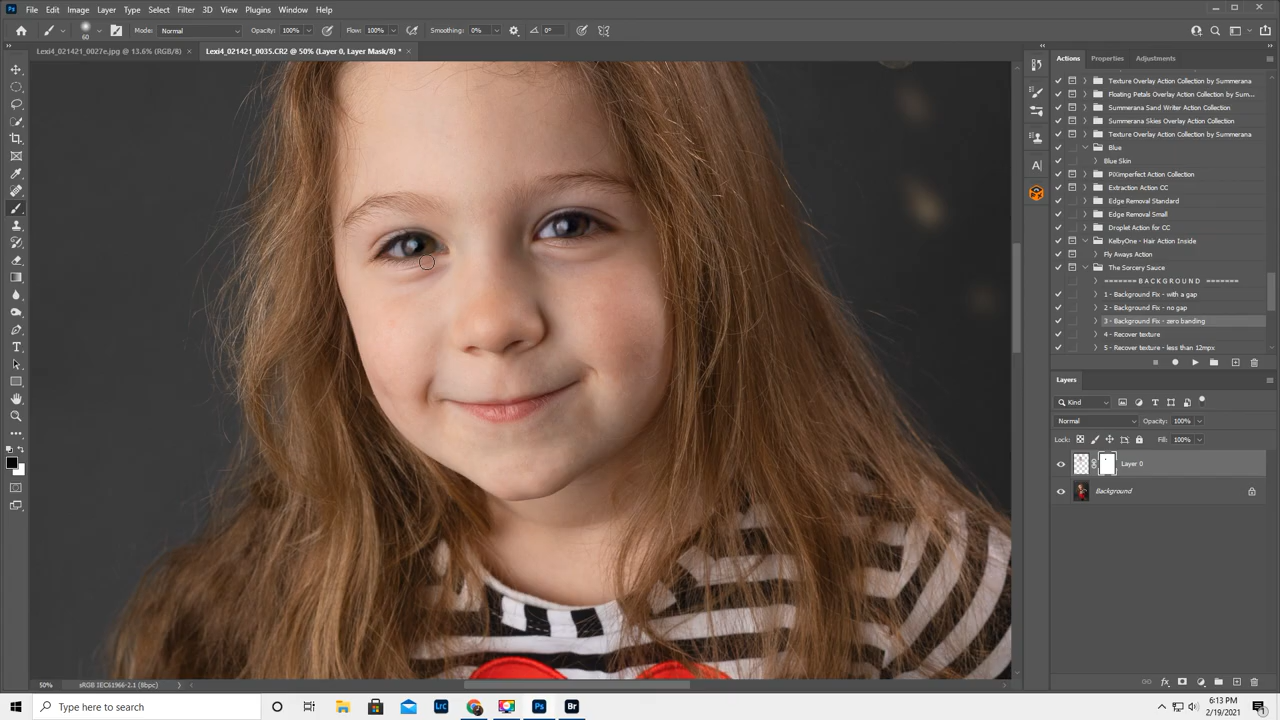 File Edit Image Layer Type Select Filter 3D View Plugins Window Help
60 Mode: Normal Opacity: 100% Flow: 100% Smoothing: 0% 0°
Lexi4_021421_0027e.jpg @ 13.6% (RGB/8) × Lexi4_021421_0035.CR2 @ 50% (Layer 0, Layer Mask/8) * ×
Actions Properties Adjustments
Texture Overlay Action Collection by Summerana
Floating Petals Overlay Action Collection by Sum...
Summerana Sand Writer Action Collection
Summerana Skies Overlay Action Collection
Texture Overlay Action Collection by Summerana
Blue
Blue Skin
PiXimperfect Action Collection
Extraction Action CC
Edge Removal Standard
Edge Removal Small
Droplet Action for CC
KelbyOne - Hair Action Inside
Fly Aways Action
The Sorcery Sauce
======= B A C K G R O U N D =======
1 - Background Fix - with a gap
2 - Background Fix - no gap
3 - Background Fix - zero banding
4 - Recover texture
5 - Recover texture - less than 12mpx
Layers
Kind
Normal Opacity: 100%
Lock: Fill: 100%
Layer 0
Background
50% sRGB IEC61966-2.1 (8bpc)
Type here to search
LrC Ps Br
6:13 PM
2/19/2021